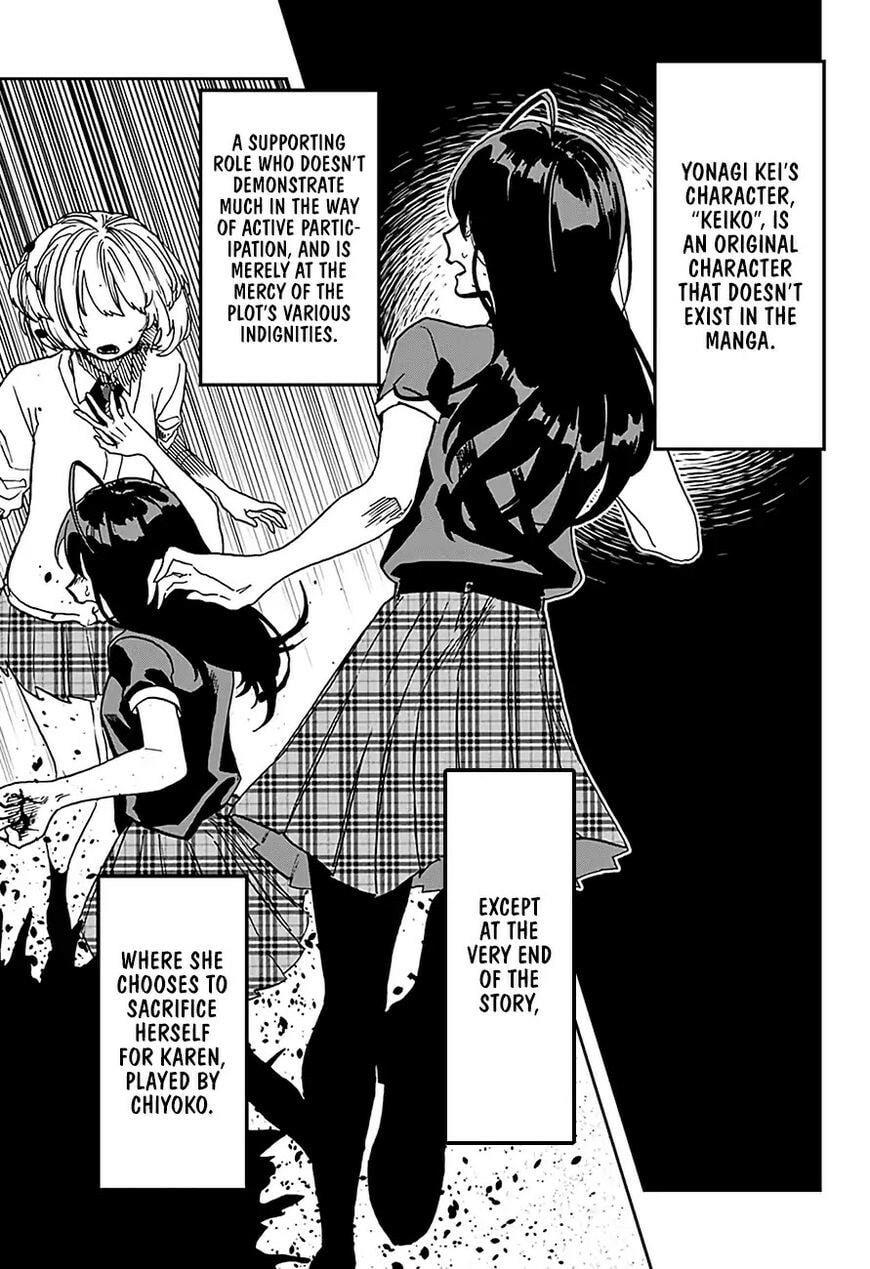 YONAGI KEI'S
CHARACTER,
"KEIKO", IS
AN ORIGINAL
CHARACTER
THAT DOESN'T
EXIST IN THE
MANGA.
A SUPPORTING
ROLE WHO DOESN'T
DEMONSTRATE
MUCH IN THE WAY
OF ACTIVE PARTIC-
IPATION, AND IS
MERELY AT THE
MERCY OF THE
PLOT'S VARIOUS
INDIGNITIES.
EXCEPT
AT THE
VERY END
OF THE
STORY,
WHERE SHE
CHOOSES TO
SACRIFICE
HERSELF
FOR KAREN,
PLAYED BY
CHIYOKO.